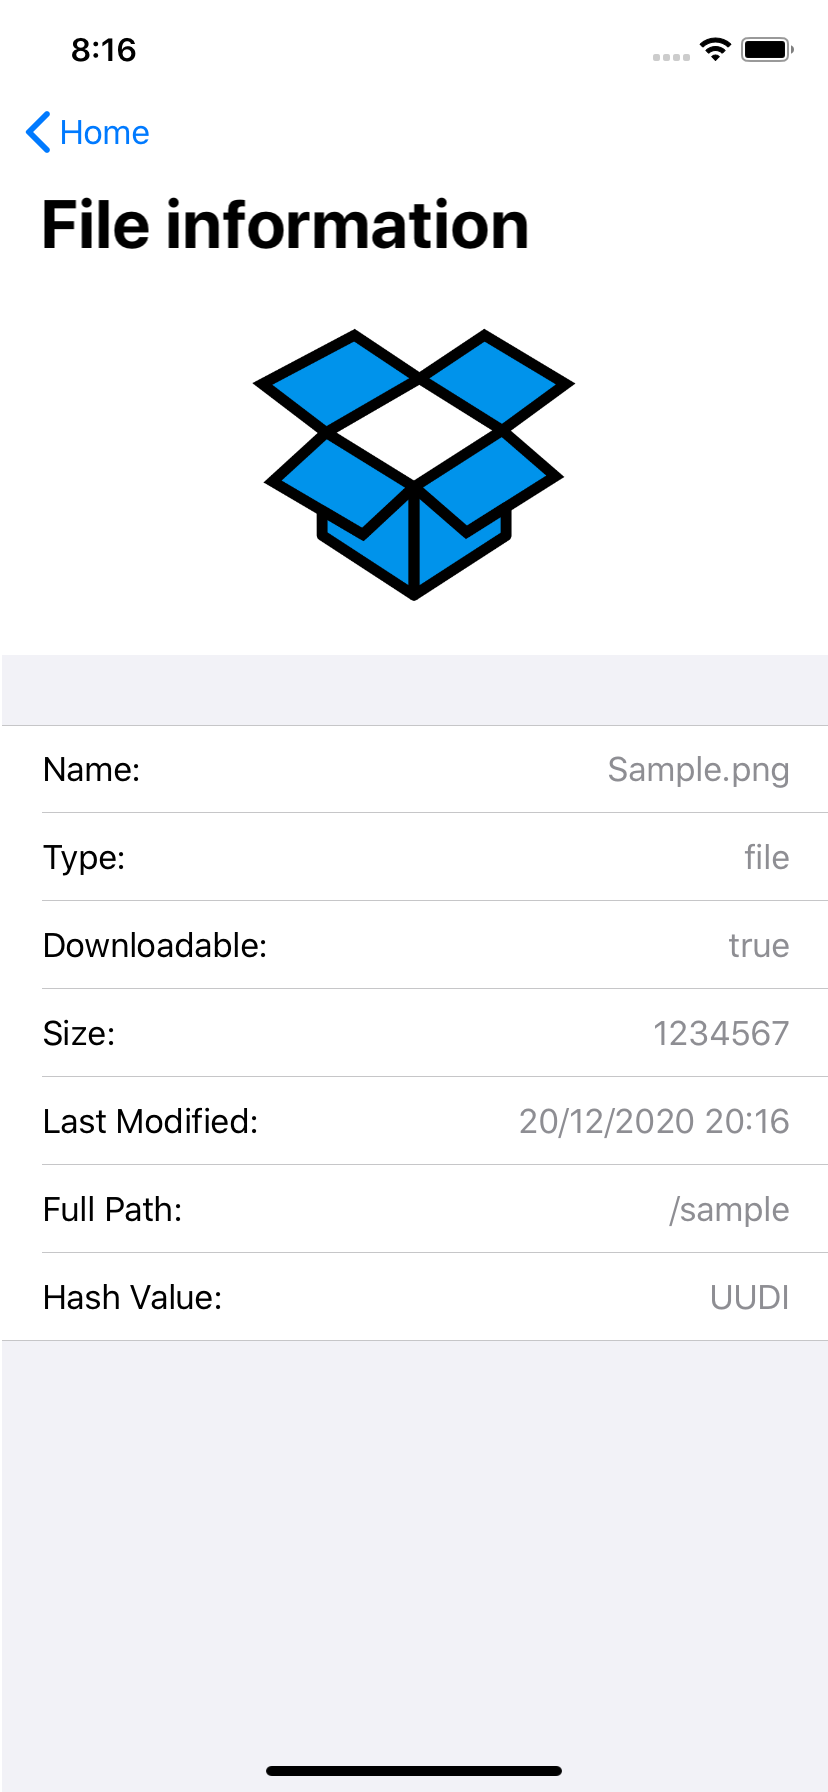 8:16
Home
File information
Name: Sample.png
Type: file
Downloadable: true
Size: 1234567
Last Modified: 20/12/2020 20:16
Full Path: /sample
Hash Value: UUDI